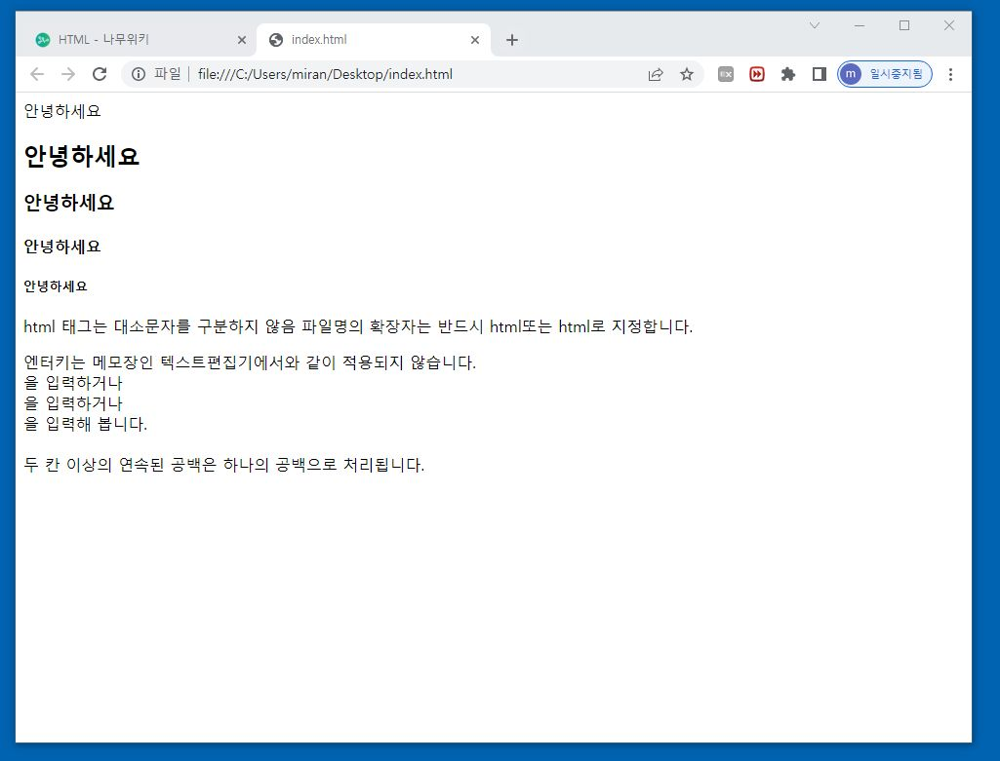 HTML - 나무위키
index.html
파일 file:///C:/Users/miran/Desktop/index.html
EX
m 일시중지됨
안녕하세요
안녕하세요
안녕하세요
안녕하세요
안녕하세요
html 태그는 대소문자를 구분하지 않음 파일명의 확장자는 반드시 html또는 html로 지정합니다.
엔터키는 메모장인 텍스트편집기에서와 같이 적용되지 않습니다.
을 입력하거나
을 입력하거나
을 입력해 봅니다.
두 칸 이상의 연속된 공백은 하나의 공백으로 처리됩니다.